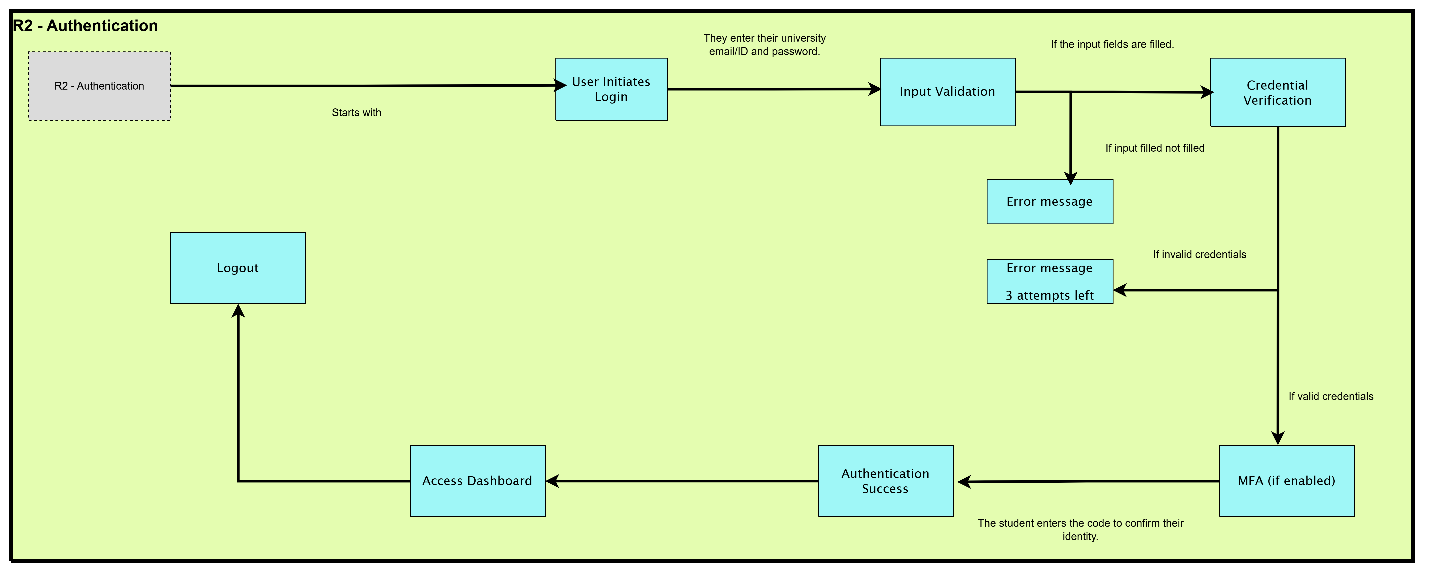 R2 - Authentication
R2 - Authentication
Starts with
User Initiates
Login
They enter their university
email/ID and password.
Input Validation
If the input fields are filled.
Credential
Verification
If input filled not filled
Error message
If invalid credentials
Error message
3 attempts left
If valid credentials
MFA (if enabled)
The student enters the code to confirm their
identity.
Authentication
Success
Access Dashboard
Logout